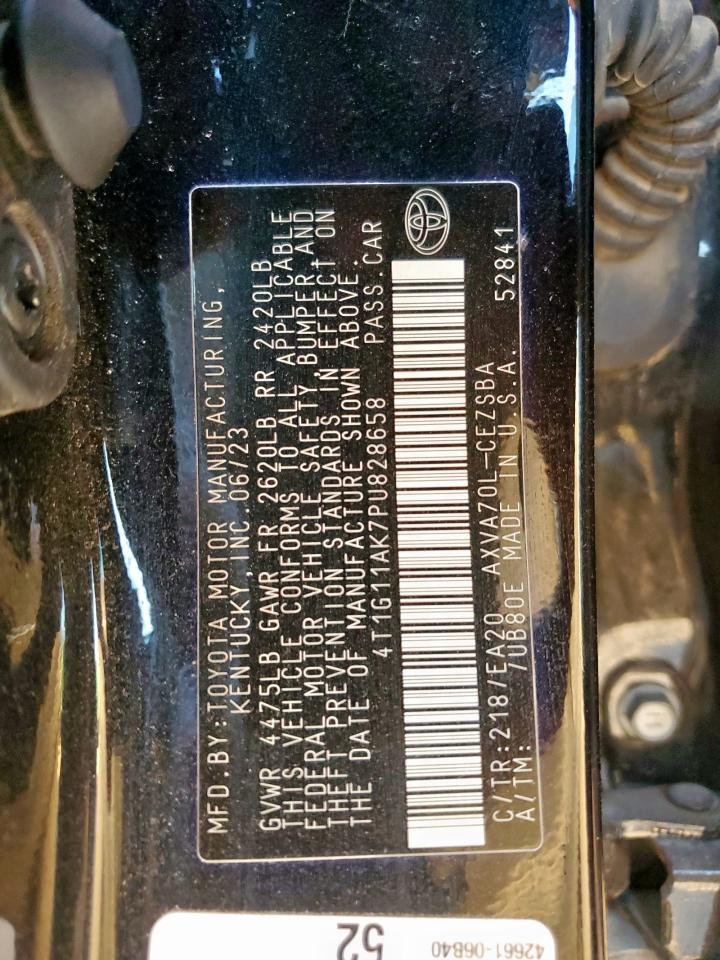 MFD.BY:TOYOTA MOTOR MANUFACTURING,
KENTUCKY,INC 06/23
GVWR 4475LB GAWR FR 2620LB RR 2420LB
THIS VEHICLE CONFORMS TO ALL APPLICABLE
FEDERAL MOTOR VEHICLE SAFETY, BUMPER AND
THEFT PREVENTION STANDARDS IN EFFECT ON
THE DATE OF MANUFACTURE SHOWN ABOVE.
4T1G11AK7PU828658 PASS CAR
C/TR:218/EA20 AXVA70L-CEZSBA
A/TM: /UB80E MADE IN U.S.A. 52841
52
42661-06B40